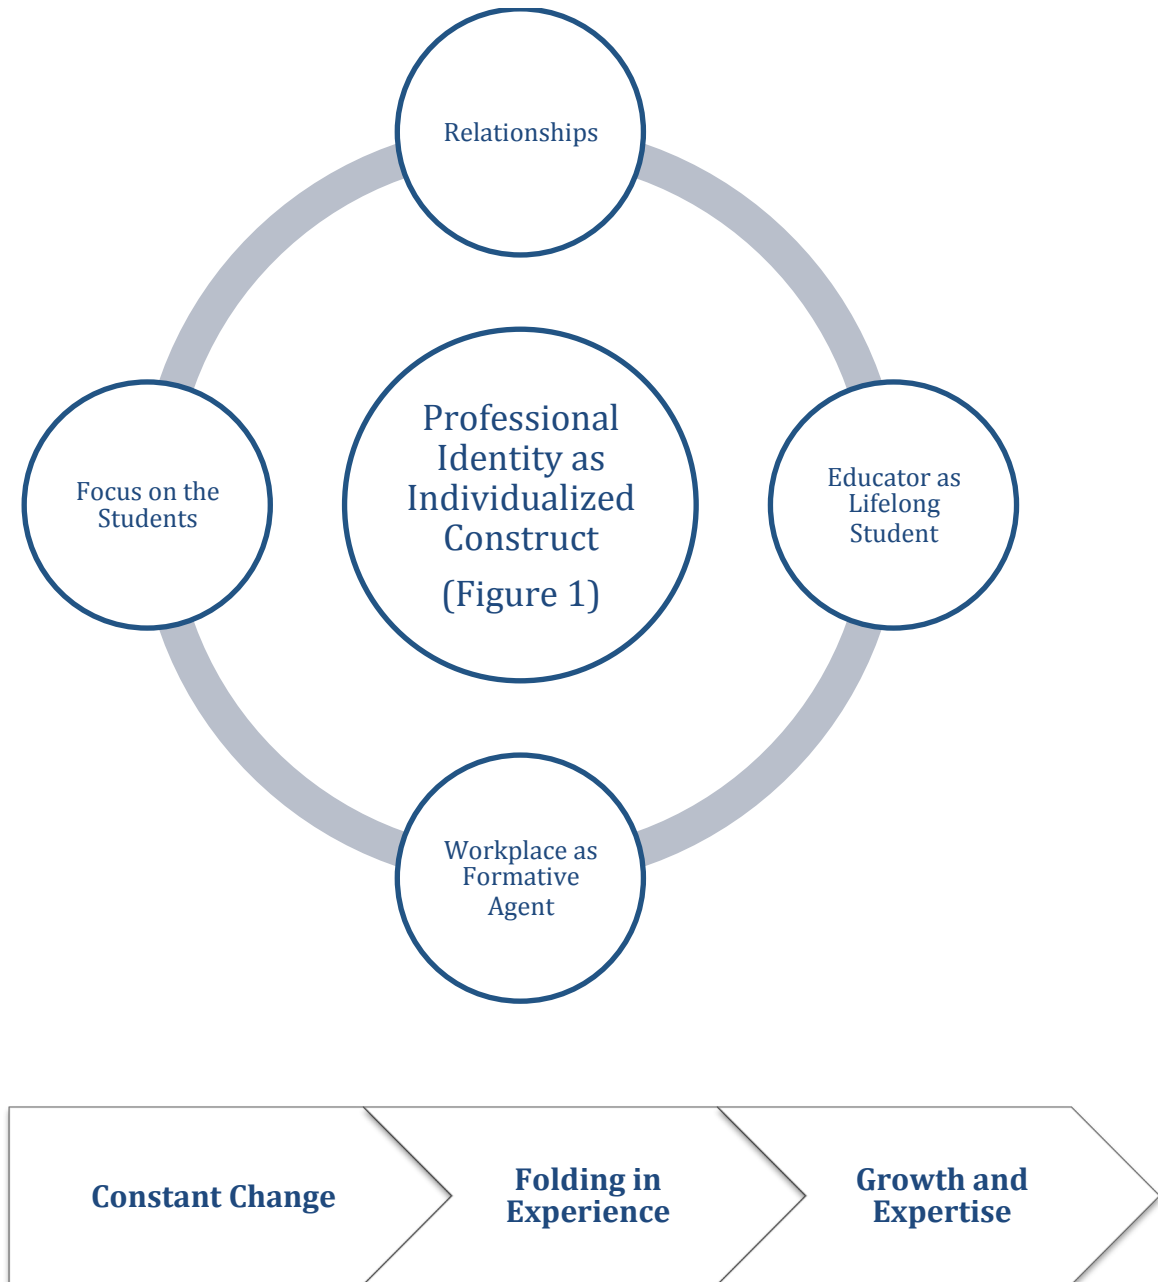 Relationships
Professional
Identity as
Individualized
Construct
(Figure 1)
Focus on the
Students
Educator as
Lifelong
Student
Workplace as
Formative
Agent
Constant Change
Folding in
Experience
Growth and
Expertise